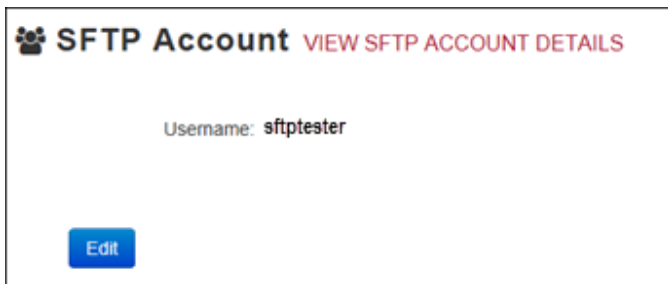 SFTP Account VIEW SFTP ACCOUNT DETAILS
Username: sftptester
Edit